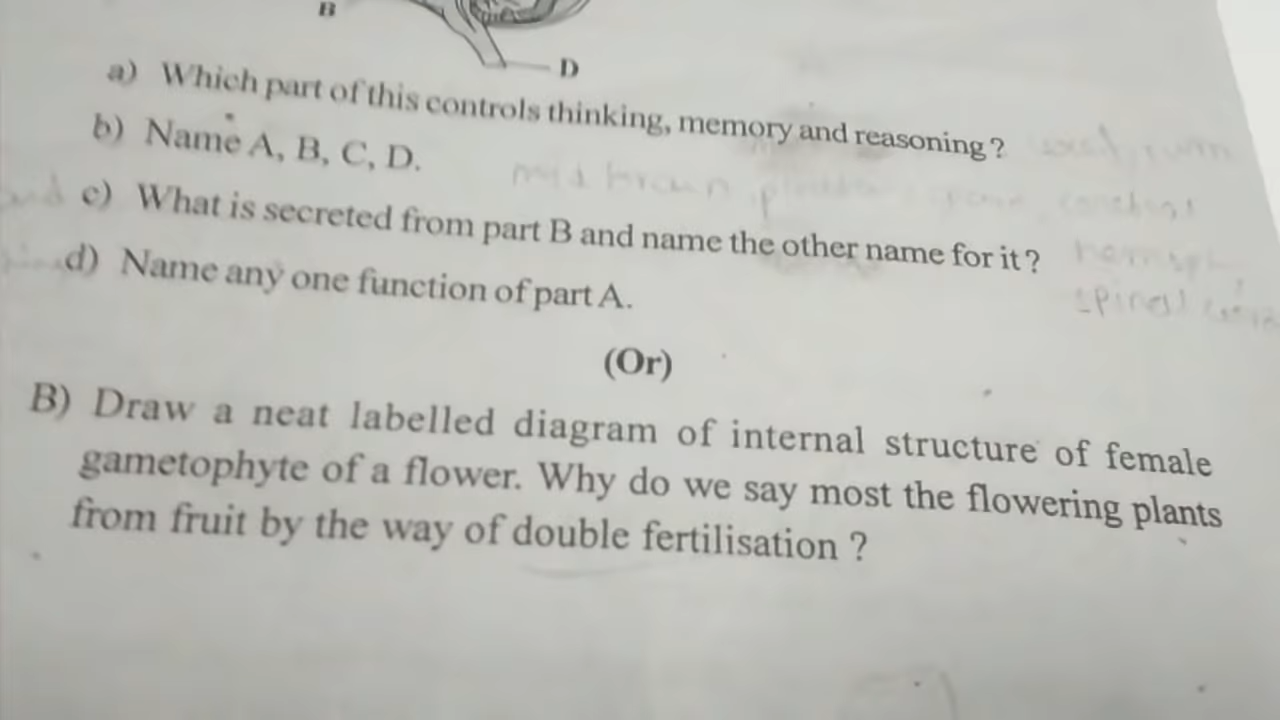 B
D
a) Which part of this controls thinking, memory and reasoning ?
b) Name A, B, C, D.
mid brain
c) What is secreted from part B and name the other name for it ?
d) Name any one function of part A.
spinal
(Or)
B) Draw a neat labelled diagram of internal structure of female
gametophyte of a flower. Why do we say most the flowering plants
from fruit by the way of double fertilisation ?